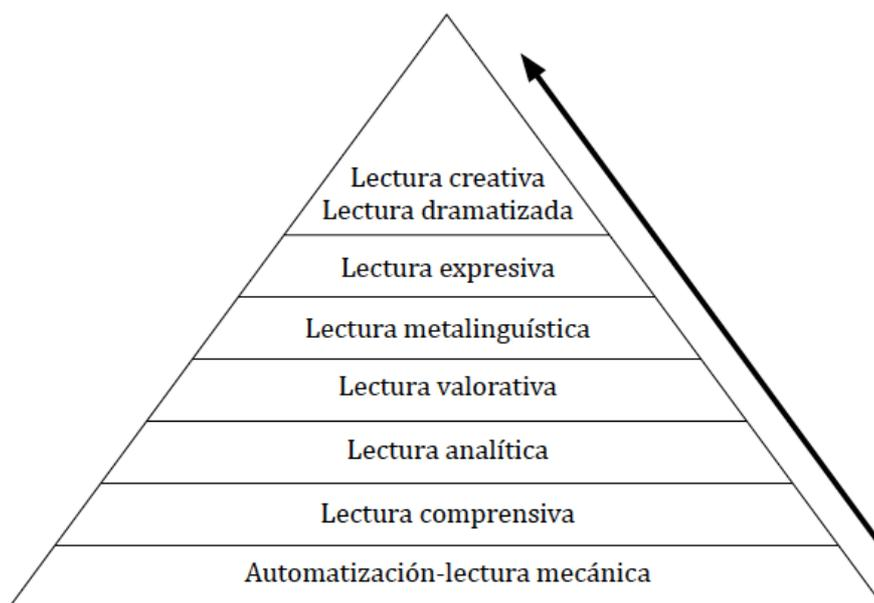 Lectura creativa
Lectura dramatizada
Lectura expresiva
Lectura metalinguística
Lectura valorativa
Lectura analítica
Lectura comprensiva
Automatización-lectura mecánica